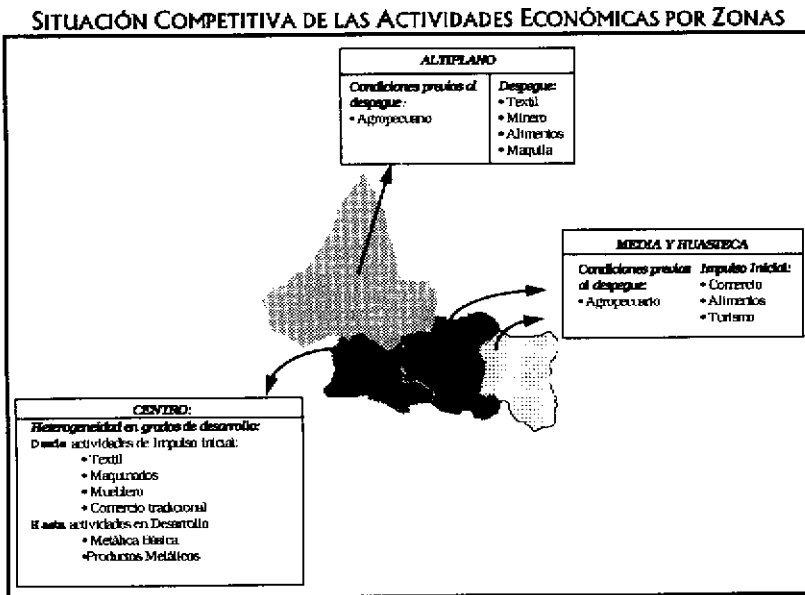 SITUACIÓN COMPETITIVA DE LAS ACTIVIDADES ECONÓMICAS POR ZONAS
ALTIPLANO
Condiciones previas al
despegue:
• Agropecuario
Despegue:
• Textil
• Minero
• Alimentos
• Maquila
MEDIA Y HUASTECA
Condiciones previas
al despegue:
• Agropecuario
Impulso Inicial:
• Comercio
• Alimentos
• Turismo
CENTRO:
Heterogeneidad en grados de desarrollo:
Desde actividades de Impulso Inicial:
• Textil
• Maquinados
• Mueblero
• Comercio tradicional
Hasta actividades en Desarrollo
• Metálica Básica
•Productos Metálicos